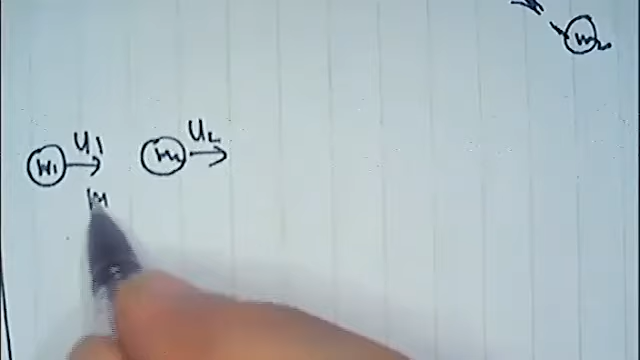 m₂
u₁ u₂
m₁ m₂
m